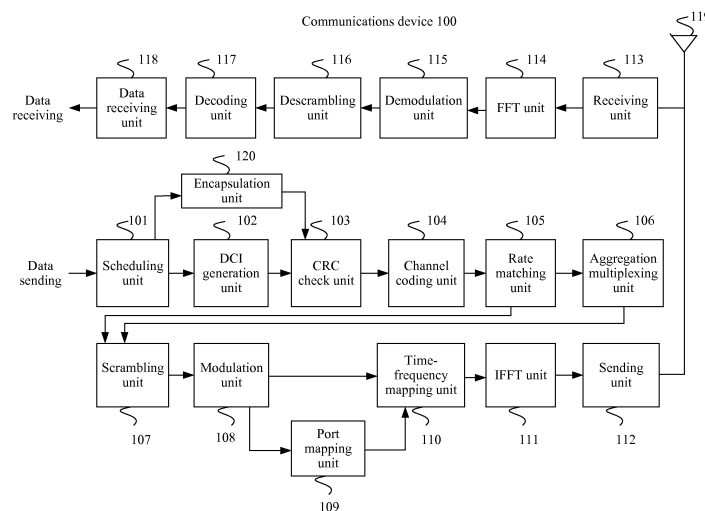 Communications device 100
119
118
117
116
115
114
113
Data
receiving
Data
receiving
unit
Decoding
unit
Descrambling
unit
Demodulation
unit
FFT unit
Receiving
unit
120
Encapsulation
unit
101
102
103
104
105
106
Data
sending
Scheduling
unit
DCI
generation
unit
CRC
check unit
Channel
coding unit
Rate
matching
unit
Aggregation
multiplexing
unit
Scrambling
unit
Modulation
unit
Time-
frequency
mapping unit
IFFT unit
Sending
unit
107
108
Port
mapping
unit
110
111
112
109